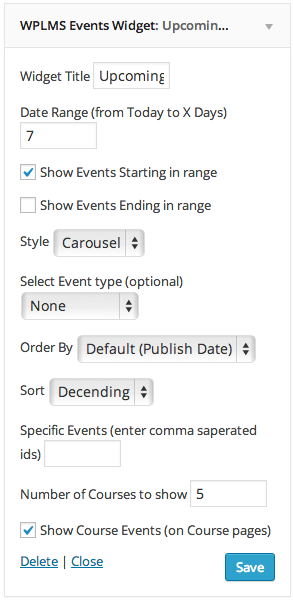 WPLMS Events Widget: Upcomin...
Widget Title Upcoming
Date Range (from Today to X Days)
7
Show Events Starting in range
Show Events Ending in range
Style Carousel
Select Event type (optional)
None
Order By Default (Publish Date)
Sort Decending
Specific Events (enter comma saperated
ids)
Number of Courses to show 5
Show Course Events (on Course pages)
Delete | Close Save